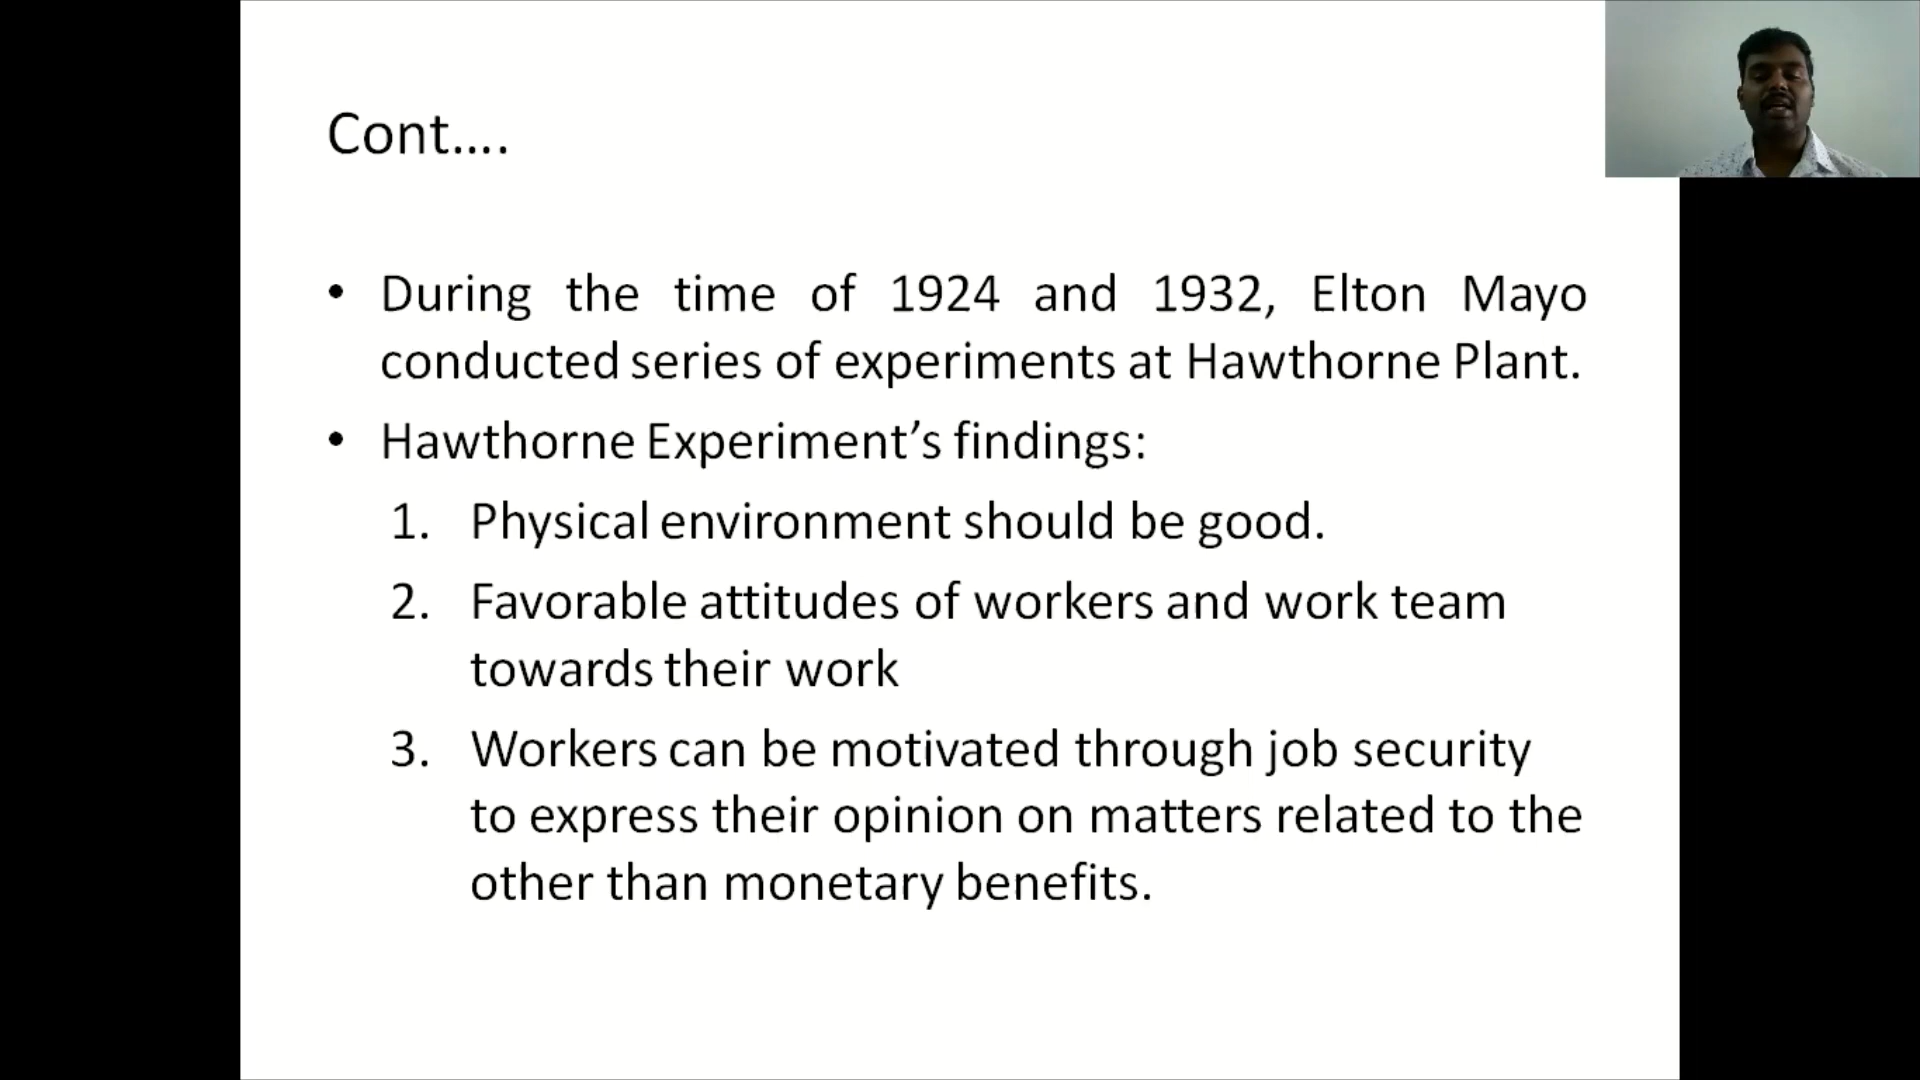 Cont....
• During the time of 1924 and 1932, Elton Mayo
conducted series of experiments at Hawthorne Plant.
• Hawthorne Experiment’s findings:
1. Physical environment should be good.
2. Favorable attitudes of workers and work team
towards their work
3. Workers can be motivated through job security
to express their opinion on matters related to the
other than monetary benefits.